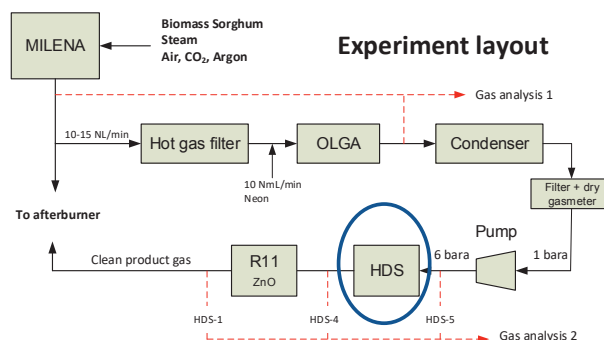 MILENA
Biomass Sorghum
Steam
Air, CO₂, Argon
Experiment layout
Gas analysis 1
10-15 NL/min
Hot gas filter
OLGA
Condenser
10 NmL/min
Neon
Filter + dry
gasmeter
To afterburner
Pump
Clean product gas
R11
ZnO
HDS
6 bara
1 bara
HDS-1
HDS-4
HDS-5
Gas analysis 2